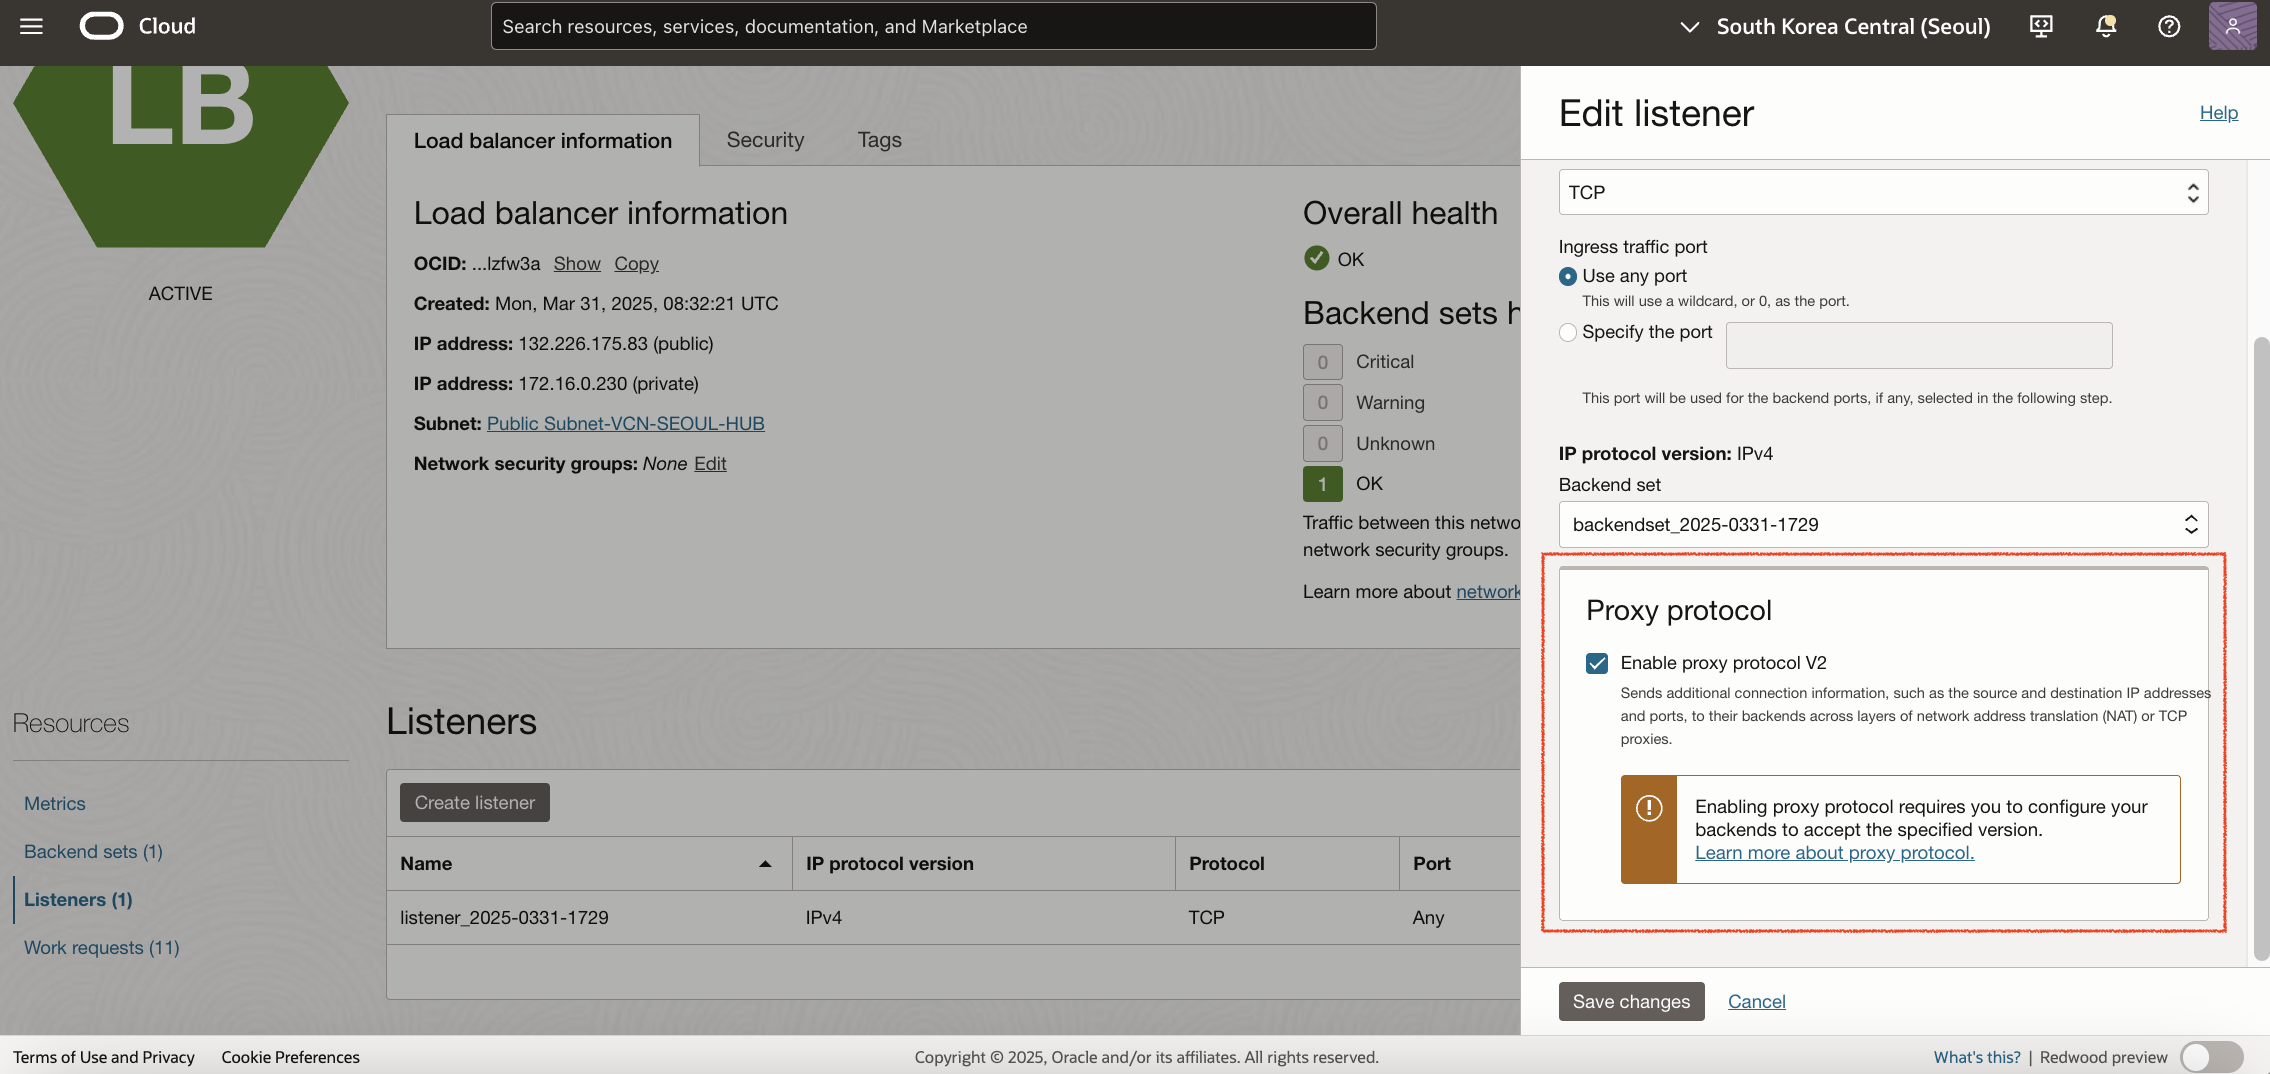 Cloud
Search resources, services, documentation, and Marketplace
South Korea Central (Seoul)
LB
ACTIVE
Load balancer information
Security
Tags
Load balancer information
OCID: ...lzfw3a Show Copy
Created: Mon, Mar 31, 2025, 08:32:21 UTC
IP address: 132.226.175.83 (public)
IP address: 172.16.0.230 (private)
Subnet: Public Subnet-VCN-SEOUL-HUB
Network security groups: None Edit
Overall health
OK
Backend sets h
0 Critical
0 Warning
0 Unknown
1 OK
Traffic between this netwo
network security groups.
Learn more about network
Resources
Metrics
Backend sets (1)
Listeners (1)
Work requests (11)
Listeners
Create listener
Name IP protocol version Protocol Port
listener_2025-0331-1729 IPv4 TCP Any
Edit listener
Help
TCP
Ingress traffic port
Use any port
This will use a wildcard, or 0, as the port.
Specify the port
This port will be used for the backend ports, if any, selected in the following step.
IP protocol version: IPv4
Backend set
backendset_2025-0331-1729
Proxy protocol
Enable proxy protocol V2
Sends additional connection information, such as the source and destination IP addresses
and ports, to their backends across layers of network address translation (NAT) or TCP
proxies.
Enabling proxy protocol requires you to configure your
backends to accept the specified version.
Learn more about proxy protocol.
Save changes
Cancel
Terms of Use and Privacy
Cookie Preferences
Copyright © 2025, Oracle and/or its affiliates. All rights reserved.
What's this? | Redwood preview